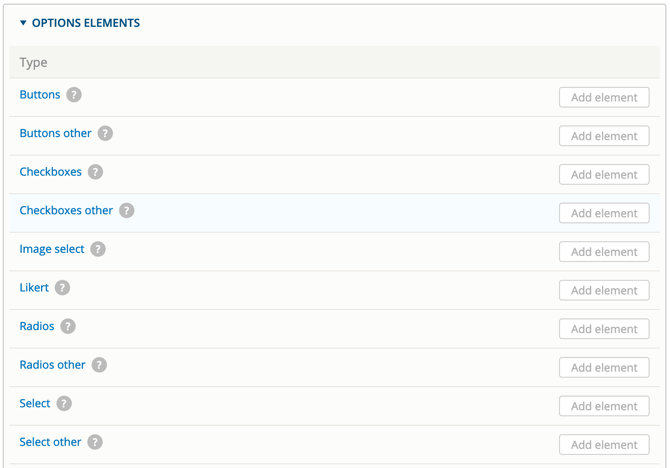 ▼ OPTIONS ELEMENTS
Type
Buttons ? Add element
Buttons other ? Add element
Checkboxes ? Add element
Checkboxes other ? Add element
Image select ? Add element
Likert ? Add element
Radios ? Add element
Radios other ? Add element
Select ? Add element
Select other ? Add element